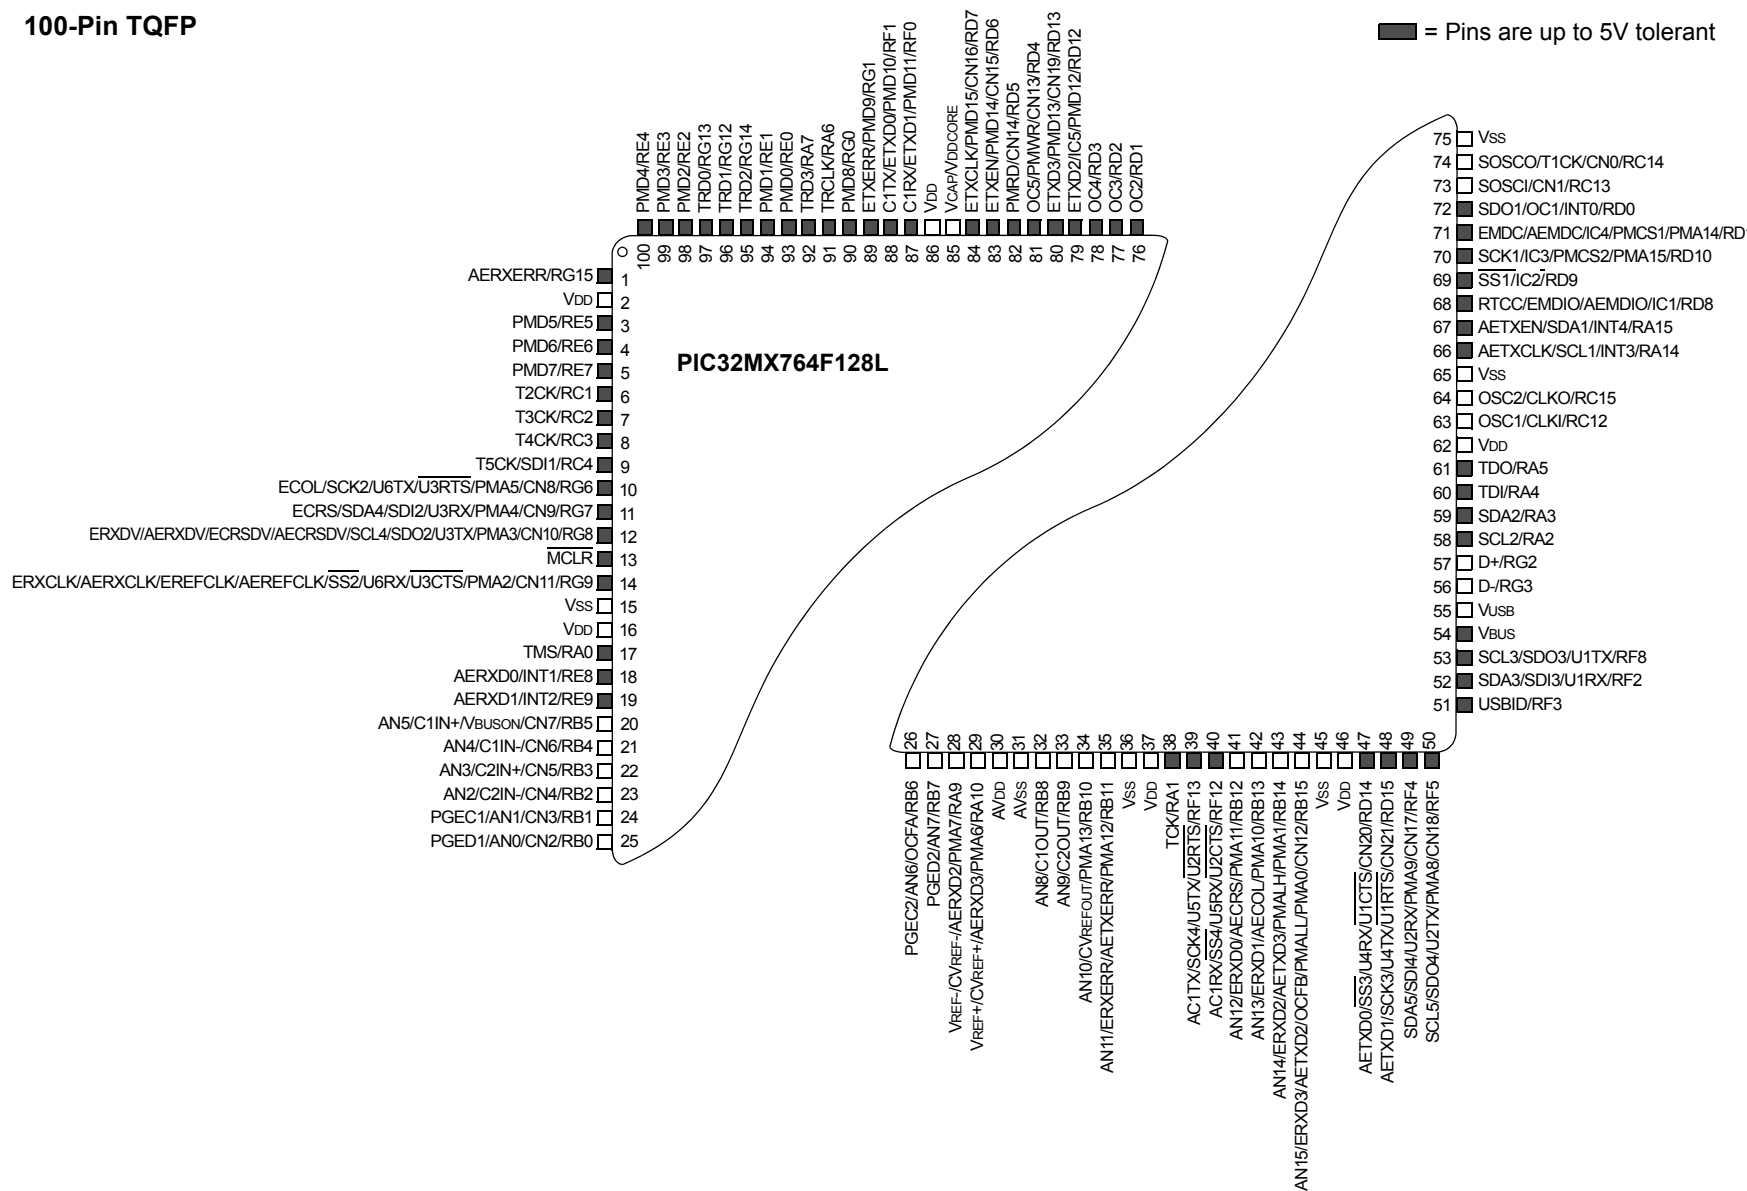 100-Pin TQFP
= Pins are up to 5V tolerant
PIC32MX764F128L
AERXERR/RG15 1
VDD 2
PMD5/RE5 3
PMD6/RE6 4
PMD7/RE7 5
T2CK/RC1 6
T3CK/RC2 7
T4CK/RC3 8
T5CK/SDI1/RC4 9
ECOL/SCK2/U6TX/U3RTS/PMA5/CN8/RG6 10
ECRS/SDA4/SDI2/U3RX/PMA4/CN9/RG7 11
ERXDV/AERXDV/ECRSDV/AECRSDV/SCL4/SDO2/U3TX/PMA3/CN10/RG8 12
MCLR 13
ERXCLK/AERXCLK/EREFCLK/AEREFCLK/SS2/U6RX/U3CTS/PMA2/CN11/RG9 14
VSS 15
VDD 16
TMS/RA0 17
AERXD0/INT1/RE8 18
AERXD1/INT2/RE9 19
AN5/C1IN+/VBUSON/CN7/RB5 20
AN4/C1IN-/CN6/RB4 21
AN3/C2IN+/CN5/RB3 22
AN2/C2IN-/CN4/RB2 23
PGEC1/AN1/CN3/RB1 24
PGED1/AN0/CN2/RB0 25
26 PGEC2/AN6/OCFA/RB6
27 PGED2/AN7/RB7
28 VREF-/CVREF-/AERXD2/PMA7/RA9
29 VREF+/CVREF+/AERXD3/PMA6/RA10
30 AVDD
31 AVSS
32 AN8/C1OUT/RB8
33 AN9/C2OUT/RB9
34 AN10/CVREFOUT/PMA13/RB10
35 AN11/ERXERR/AETXERR/PMA12/RB11
36 VSS
37 VDD
38 TCK/RA1
39 AC1TX/SCK4/U5TX/U2RTS/RF13
40 AC1RX/SS4/U5RX/U2CTS/RF12
41 AN12/ERXD0/AECRS/PMA11/RB12
42 AN13/ERXD1/AECOL/PMA10/RB13
43 AN14/ERXD2/AETXD3/PMALH/PMA1/RB14
44 AN15/ERXD3/AETXD2/OCFB/PMALL/PMA0/CN12/RB15
45 VSS
46 VDD
47 AETXD0/SS3/U4RX/U1CTS/CN20/RD14
48 AETXD1/SCK3/U4TX/U1RTS/CN21/RD15
49 SDA5/SDI4/U2RX/PMA9/CN17/RF4
50 SCL5/SDO4/U2TX/PMA8/CN18/RF5
75 VSS
74 SOSCO/T1CK/CN0/RC14
73 SOSCI/CN1/RC13
72 SDO1/OC1/INT0/RD0
71 EMDC/AEMDC/IC4/PMCS1/PMA14/RD1
70 SCK1/IC3/PMCS2/PMA15/RD10
69 SS1/IC2/RD9
68 RTCC/EMDIO/AEMDIO/IC1/RD8
67 AETXEN/SDA1/INT4/RA15
66 AETXCLK/SCL1/INT3/RA14
65 VSS
64 OSC2/CLKO/RC15
63 OSC1/CLKI/RC12
62 VDD
61 TDO/RA5
60 TDI/RA4
59 SDA2/RA3
58 SCL2/RA2
57 D+/RG2
56 D-/RG3
55 VUSB
54 VBUS
53 SCL3/SDO3/U1TX/RF8
52 SDA3/SDI3/U1RX/RF2
51 USBID/RF3
100 PMD4/RE4
99 PMD3/RE3
98 PMD2/RE2
97 TRD0/RG13
96 TRD1/RG12
95 TRD2/RG14
94 PMD1/RE1
93 PMD0/RE0
92 TRD3/RA7
91 TRCLK/RA6
90 PMD8/RG0
89 ETXERR/PMD9/RG1
88 C1TX/ETXD0/PMD10/RF1
87 C1RX/ETXD1/PMD11/RF0
86 VDD
85 VCAP/VDDCORE
84 ETXCLK/PMD15/CN16/RD7
83 ETXEN/PMD14/CN15/RD6
82 PMRD/CN14/RD5
81 OC5/PMWR/CN13/RD4
80 ETXD3/PMD13/CN19/RD13
79 ETXD2/IC5/PMD12/RD12
78 OC4/RD3
77 OC3/RD2
76 OC2/RD1